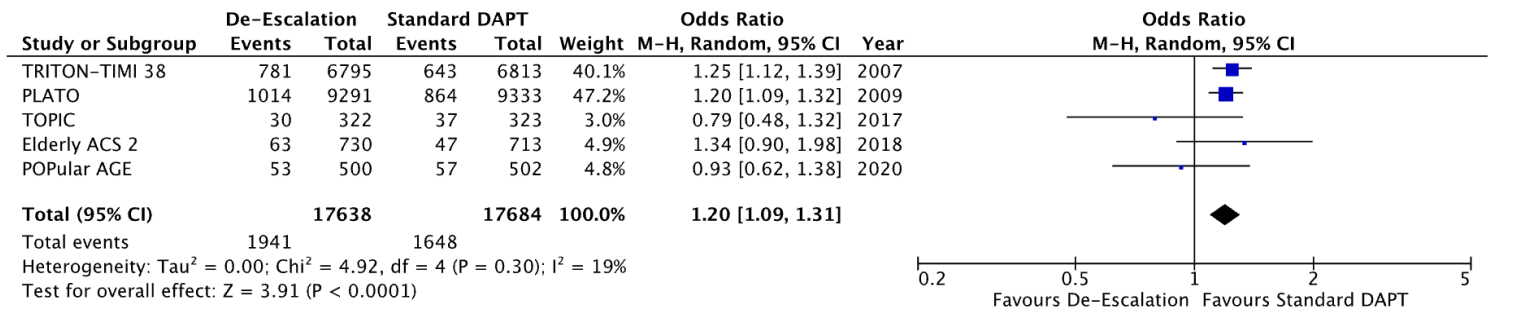 De-Escalation Standard DAPT Odds Ratio Odds Ratio
Study or Subgroup Events Total Events Total Weight M-H, Random, 95% CI Year M-H, Random, 95% CI
TRITON-TIMI 38 781 6795 643 6813 40.1% 1.25 [1.12, 1.39] 2007
PLATO 1014 9291 864 9333 47.2% 1.20 [1.09, 1.32] 2009
TOPIC 30 322 37 323 3.0% 0.79 [0.48, 1.32] 2017
Elderly ACS 2 63 730 47 713 4.9% 1.34 [0.90, 1.98] 2018
POPular AGE 53 500 57 502 4.8% 0.93 [0.62, 1.38] 2020
Total (95% CI) 17638 17684 100.0% 1.20 [1.09, 1.31]
Total events 1941 1648
Heterogeneity: Tau² = 0.00; Chi² = 4.92, df = 4 (P = 0.30); I² = 19%
Test for overall effect: Z = 3.91 (P < 0.0001)
0.2 0.5 1 2 5
Favours De-Escalation Favours Standard DAPT